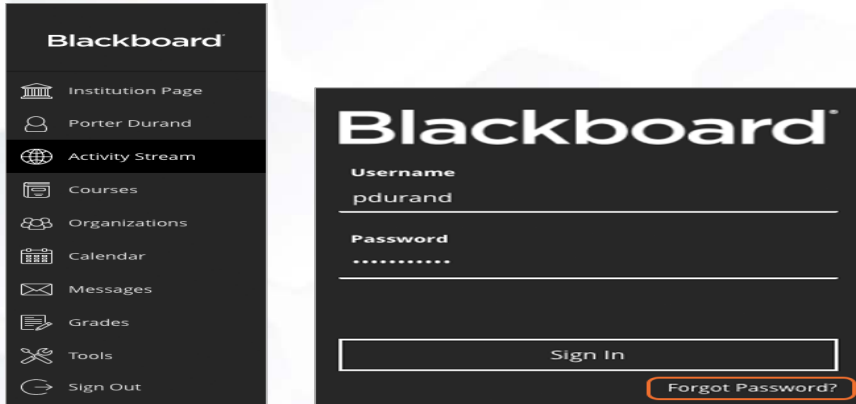 Blackboard
Institution Page
Porter Durand
Activity Stream
Courses
Organizations
Calendar
Messages
Grades
Tools
Sign Out
Blackboard
Username
pdurand
Password
•••••••••••
Sign In
Forgot Password?